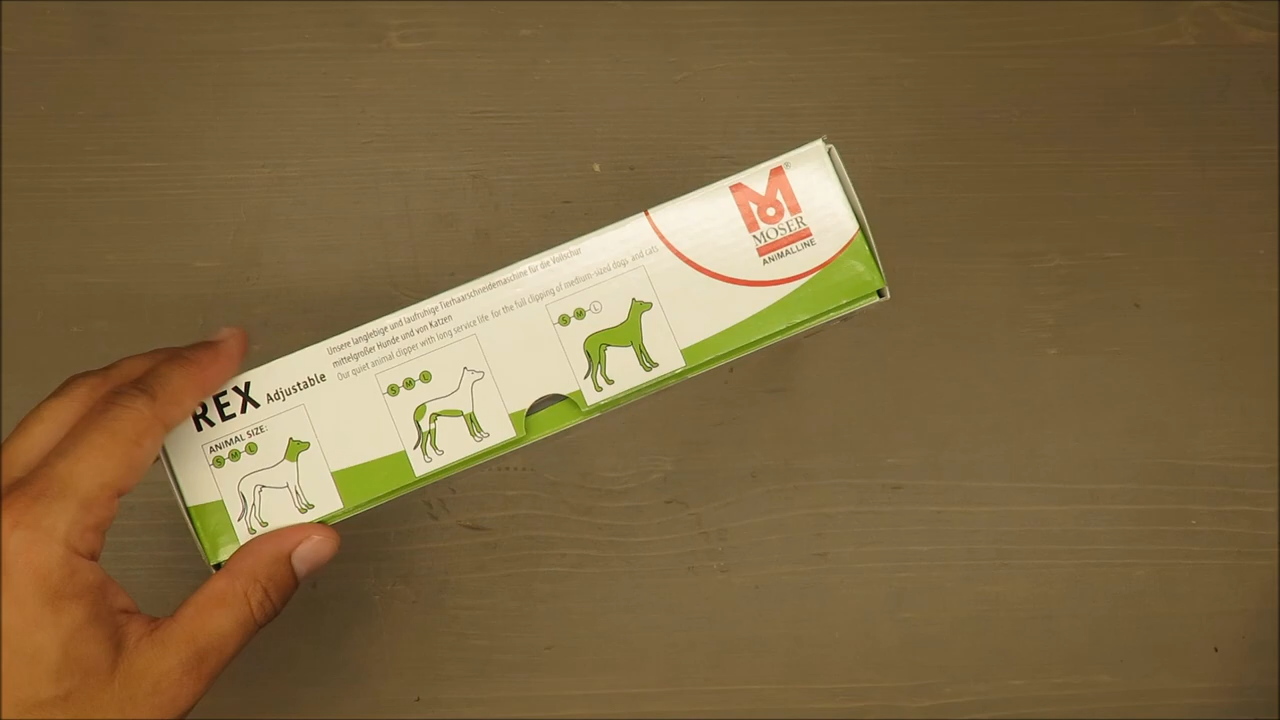 REX Adjustable
Unsere langlebige und laufruhige Tierhaarschneidemaschine für die Vollschur
mittelgroßer Hunde und von Katzen
Our quiet animal clipper with long service life for the full clipping of medium-sized dogs and cats
ANIMAL SIZE:
S M L
S M L
S M L
M®
MOSER
ANIMALLINE